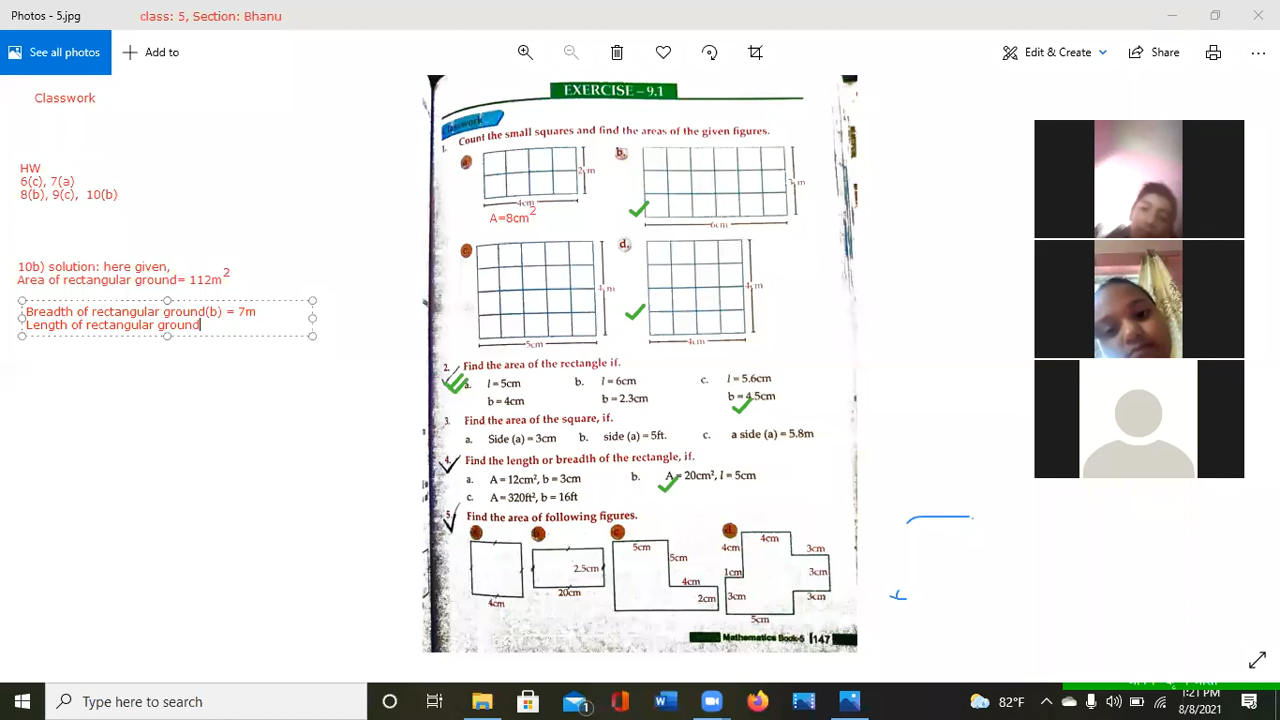 Photos - 5.jpg
class: 5, Section: Bhanu
See all photos
Add to
Edit & Create
Share
Classwork
HW
6(c), 7(a)
8(b), 9(c), 10(b)
10b) solution: here given,
Area of rectangular ground= 112m2
Breadth of rectangular ground(b) = 7m
Length of rectangular ground
EXERCISE – 9.1
1. Count the small squares and find the areas of the given figures.
a.
4cm
A=8cm2
b.
6cm
c.
5cm
d.
4cm
2. Find the area of the rectangle if.
a. l = 5cm b. l = 6cm c. l = 5.6cm
b = 4cm b = 2.3cm b = 4.5cm
3. Find the area of the square, if.
a. Side (a) = 3cm b. side (a) = 5ft. c. a side (a) = 5.8m
4. Find the length or breadth of the rectangle, if.
a. A = 12cm², b = 3cm b. A = 20cm², l = 5cm
c. A = 320ft², b = 16ft
5. Find the area of following figures.
4cm
2.5cm
20cm
c.
5cm
5cm
4cm
2cm
d.
4cm
4cm
3cm
1cm
3cm
3cm
3cm
5cm
Mathematics Book-5 147
Type here to search
1
82°F
1:21 PM
8/8/2021